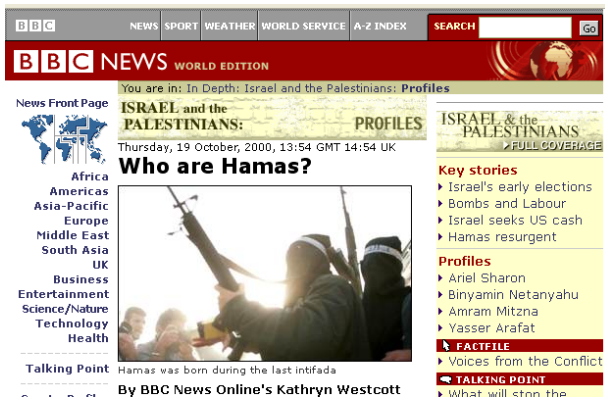 BBC NEWS SPORT WEATHER WORLD SERVICE A-Z INDEX SEARCH Go
BBC NEWS WORLD EDITION
You are in: In Depth: Israel and the Palestinians: Profiles
News Front Page
Africa
Americas
Asia-Pacific
Europe
Middle East
South Asia
UK
Business
Entertainment
Science/Nature
Technology
Health
Talking Point
ISRAEL and the
PALESTINIANS: PROFILES
Thursday, 19 October, 2000, 13:54 GMT 14:54 UK
Who are Hamas?
Hamas was born during the last intifada
By BBC News Online's Kathryn Westcott
ISRAEL & the
PALESTINIANS
FULL COVERAGE
Key stories
Israel's early elections
Bombs and Labour
Israel seeks US cash
Hamas resurgent
Profiles
Ariel Sharon
Binyamin Netanyahu
Amram Mitzna
Yasser Arafat
FACTFILE
Voices from the Conflict
TALKING POINT
What will stop the